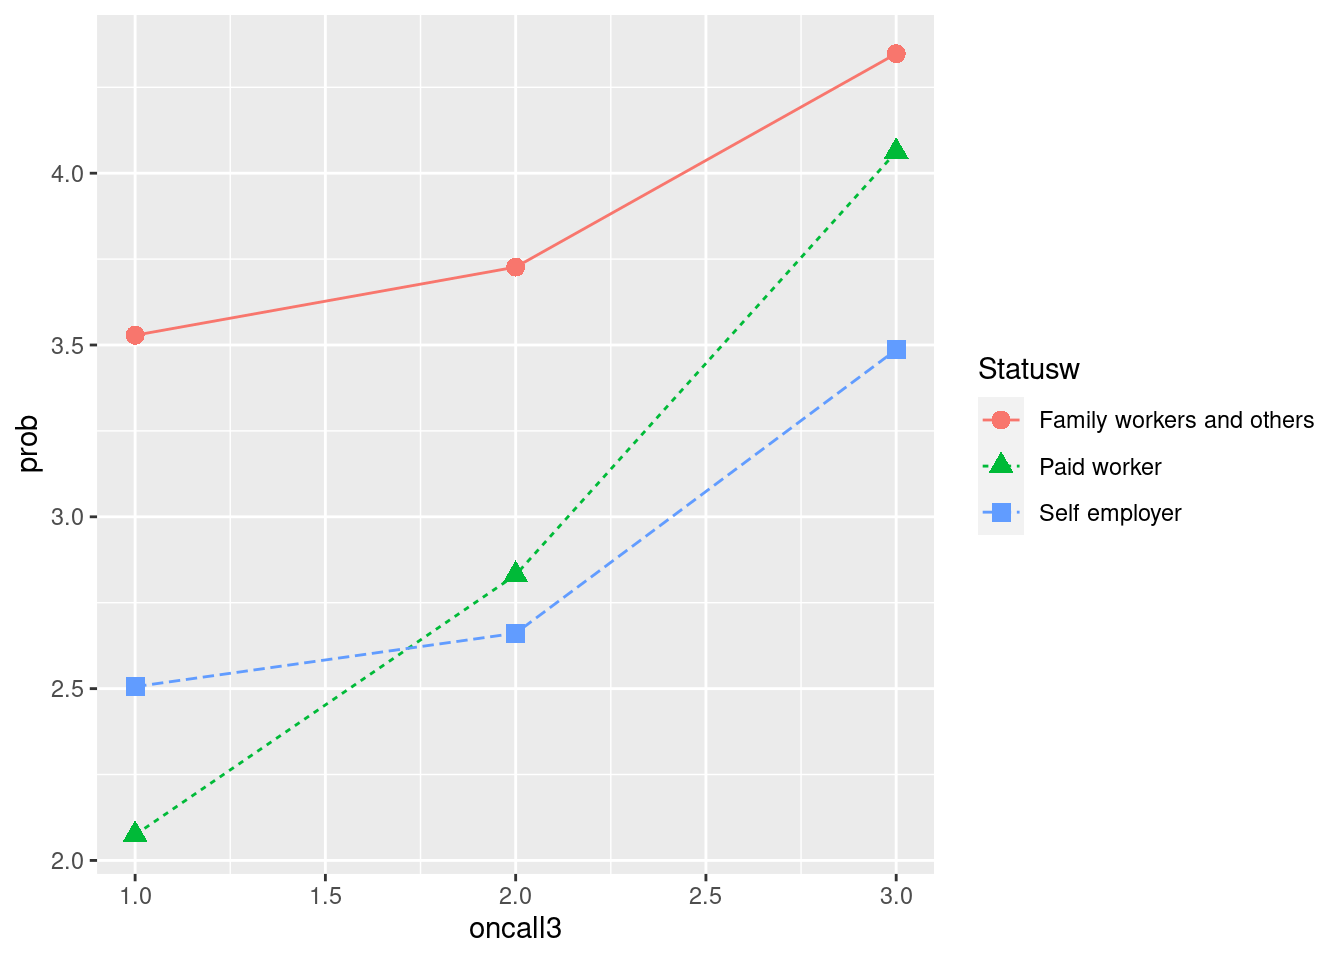 prob
4.0
3.5
3.0
2.5
2.0
1.0 1.5 2.0 2.5 3.0
oncall3
Statusw
Family workers and others
Paid worker
Self employer